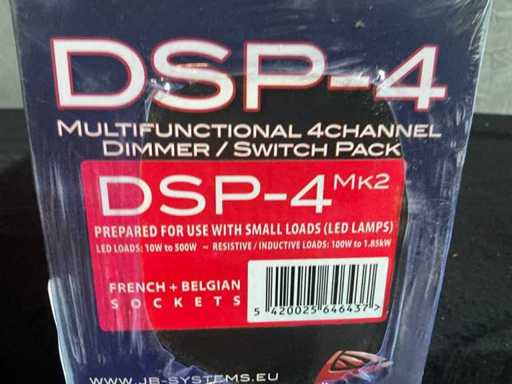 DSP-4
MULTIFUNCTIONAL 4CHANNEL
DIMMER / SWITCH PACK
DSP-4 MK2
PREPARED FOR USE WITH SMALL LOADS (LED LAMPS)
LED LOADS: 10W to 500W ~ RESISTIVE / INDUCTIVE LOADS: 100W to 1.85kW
FRENCH + BELGIAN
SOCKETS
5 420025 646437 >
WWW.JB-SYSTEMS.EU